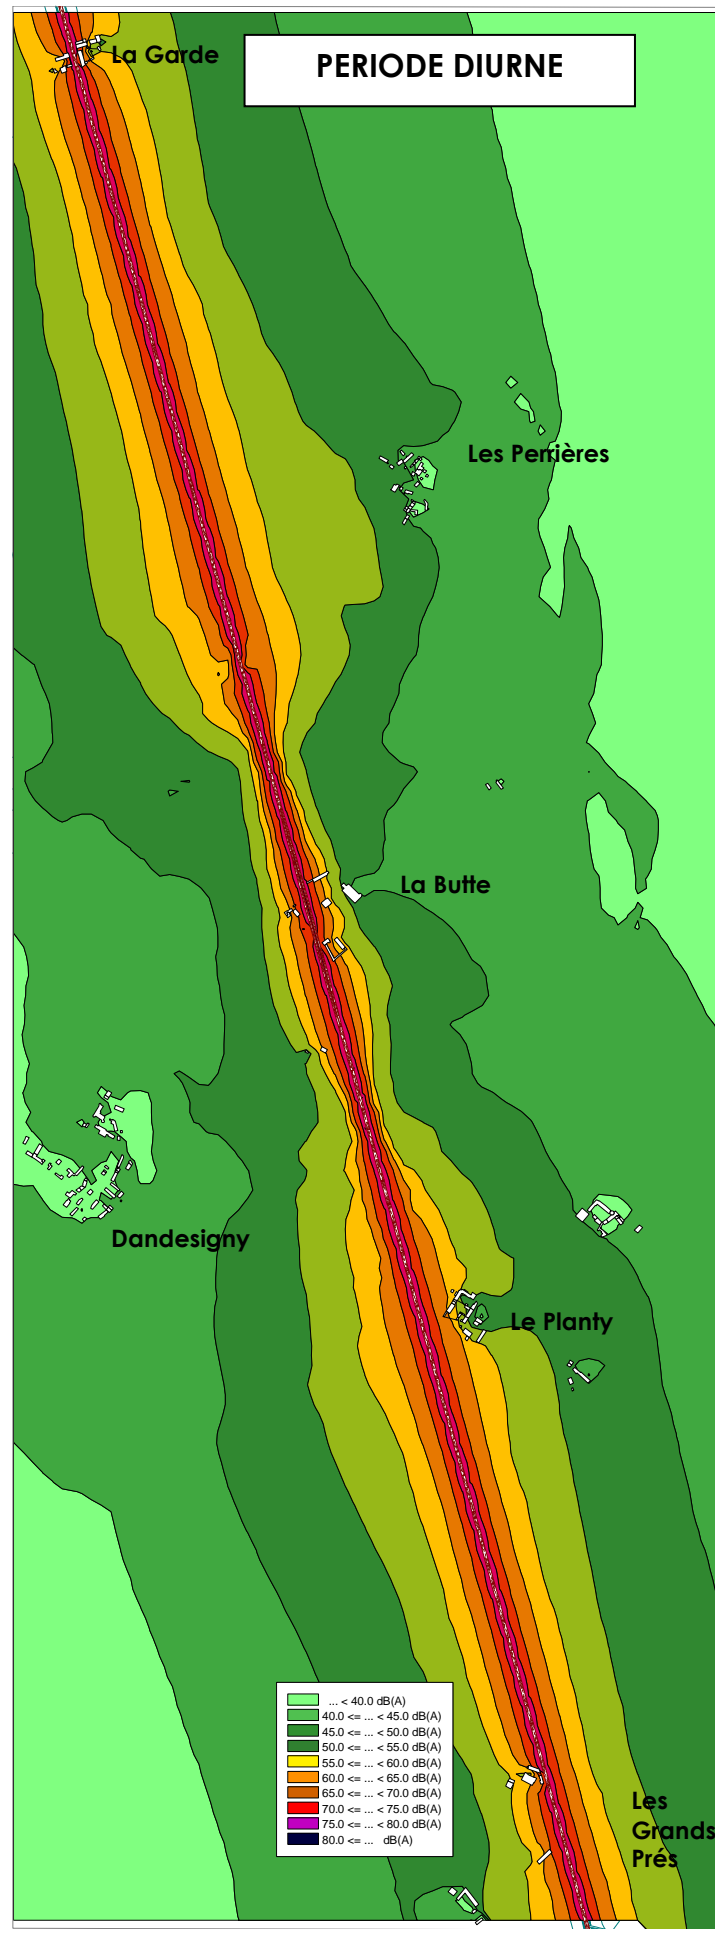 La Garde
PERIODE DIURNE
Les Perrières
La Butte
Dandesigny
Le Planty
... < 40.0 dB(A)
40.0 <= ... < 45.0 dB(A)
45.0 <= ... < 50.0 dB(A)
50.0 <= ... < 55.0 dB(A)
55.0 <= ... < 60.0 dB(A)
60.0 <= ... < 65.0 dB(A)
65.0 <= ... < 70.0 dB(A)
70.0 <= ... < 75.0 dB(A)
75.0 <= ... < 80.0 dB(A)
80.0 <= ... dB(A)
Les
Grands
Prés